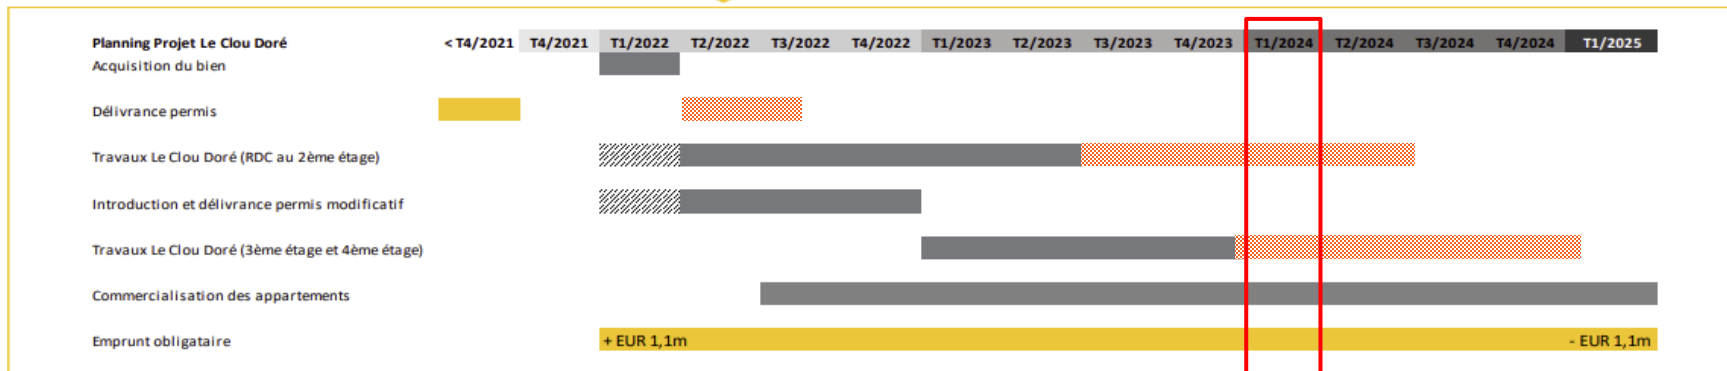 Planning Projet Le Clou Doré < T4/2021 T4/2021 T1/2022 T2/2022 T3/2022 T4/2022 T1/2023 T2/2023 T3/2023 T4/2023 T1/2024 T2/2024 T3/2024 T4/2024 T1/2025
Acquisition du bien
Délivrance permis
Travaux Le Clou Doré (RDC au 2ème étage)
Introduction et délivrance permis modificatif
Travaux Le Clou Doré (3ème étage et 4ème étage)
Commercialisation des appartements
Emprunt obligataire + EUR 1,1m - EUR 1,1m